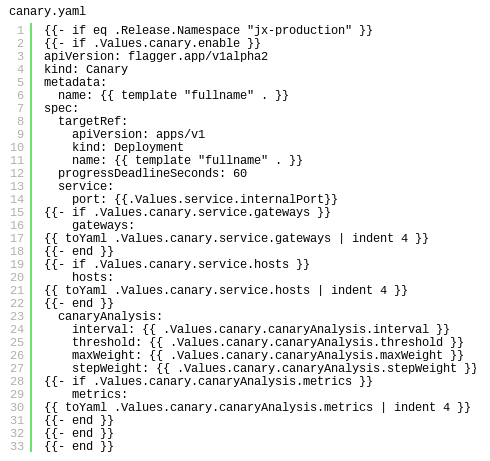 canary.yaml
1 {{- if eq .Release.Namespace "jx-production" }}
2 {{- if .Values.canary.enable }}
3 apiVersion: flagger.app/v1alpha2
4 kind: Canary
5 metadata:
6   name: {{ template "fullname" . }}
7 spec:
8   targetRef:
9     apiVersion: apps/v1
10     kind: Deployment
11     name: {{ template "fullname" . }}
12   progressDeadlineSeconds: 60
13   service:
14     port: {{.Values.service.internalPort}}
15 {{- if .Values.canary.service.gateways }}
16     gateways:
17 {{ toYaml .Values.canary.service.gateways | indent 4 }}
18 {{- end }}
19 {{- if .Values.canary.service.hosts }}
20     hosts:
21 {{ toYaml .Values.canary.service.hosts | indent 4 }}
22 {{- end }}
23   canaryAnalysis:
24     interval: {{ .Values.canary.canaryAnalysis.interval }}
25     threshold: {{ .Values.canary.canaryAnalysis.threshold }}
26     maxWeight: {{ .Values.canary.canaryAnalysis.maxWeight }}
27     stepWeight: {{ .Values.canary.canaryAnalysis.stepWeight }}
28 {{- if .Values.canary.canaryAnalysis.metrics }}
29     metrics:
30 {{ toYaml .Values.canary.canaryAnalysis.metrics | indent 4 }}
31 {{- end }}
32 {{- end }}
33 {{- end }}